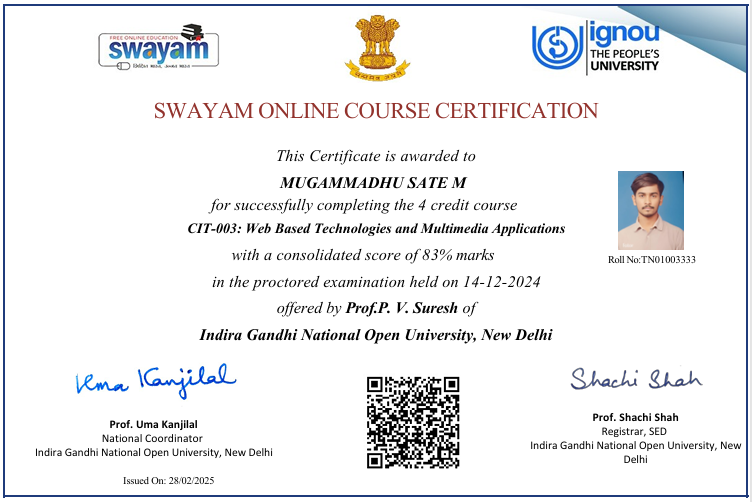 FREE ONLINE EDUCATION
swayam
शिक्षित भारत, उन्नत भारत
सत्यमेव जयते
ignou
THE PEOPLE'S
UNIVERSITY
SWAYAM ONLINE COURSE CERTIFICATION
This Certificate is awarded to
MUGAMMADHU SATE M
for successfully completing the 4 credit course
CIT-003: Web Based Technologies and Multimedia Applications
with a consolidated score of 83% marks
in the proctored examination held on 14-12-2024
offered by Prof.P. V. Suresh of
Indira Gandhi National Open University, New Delhi
Roll No:TN01003333
Uma Kanjilal
Prof. Uma Kanjilal
National Coordinator
Indira Gandhi National Open University, New Delhi
Issued On: 28/02/2025
Shachi Shah
Prof. Shachi Shah
Registrar, SED
Indira Gandhi National Open University, New
Delhi